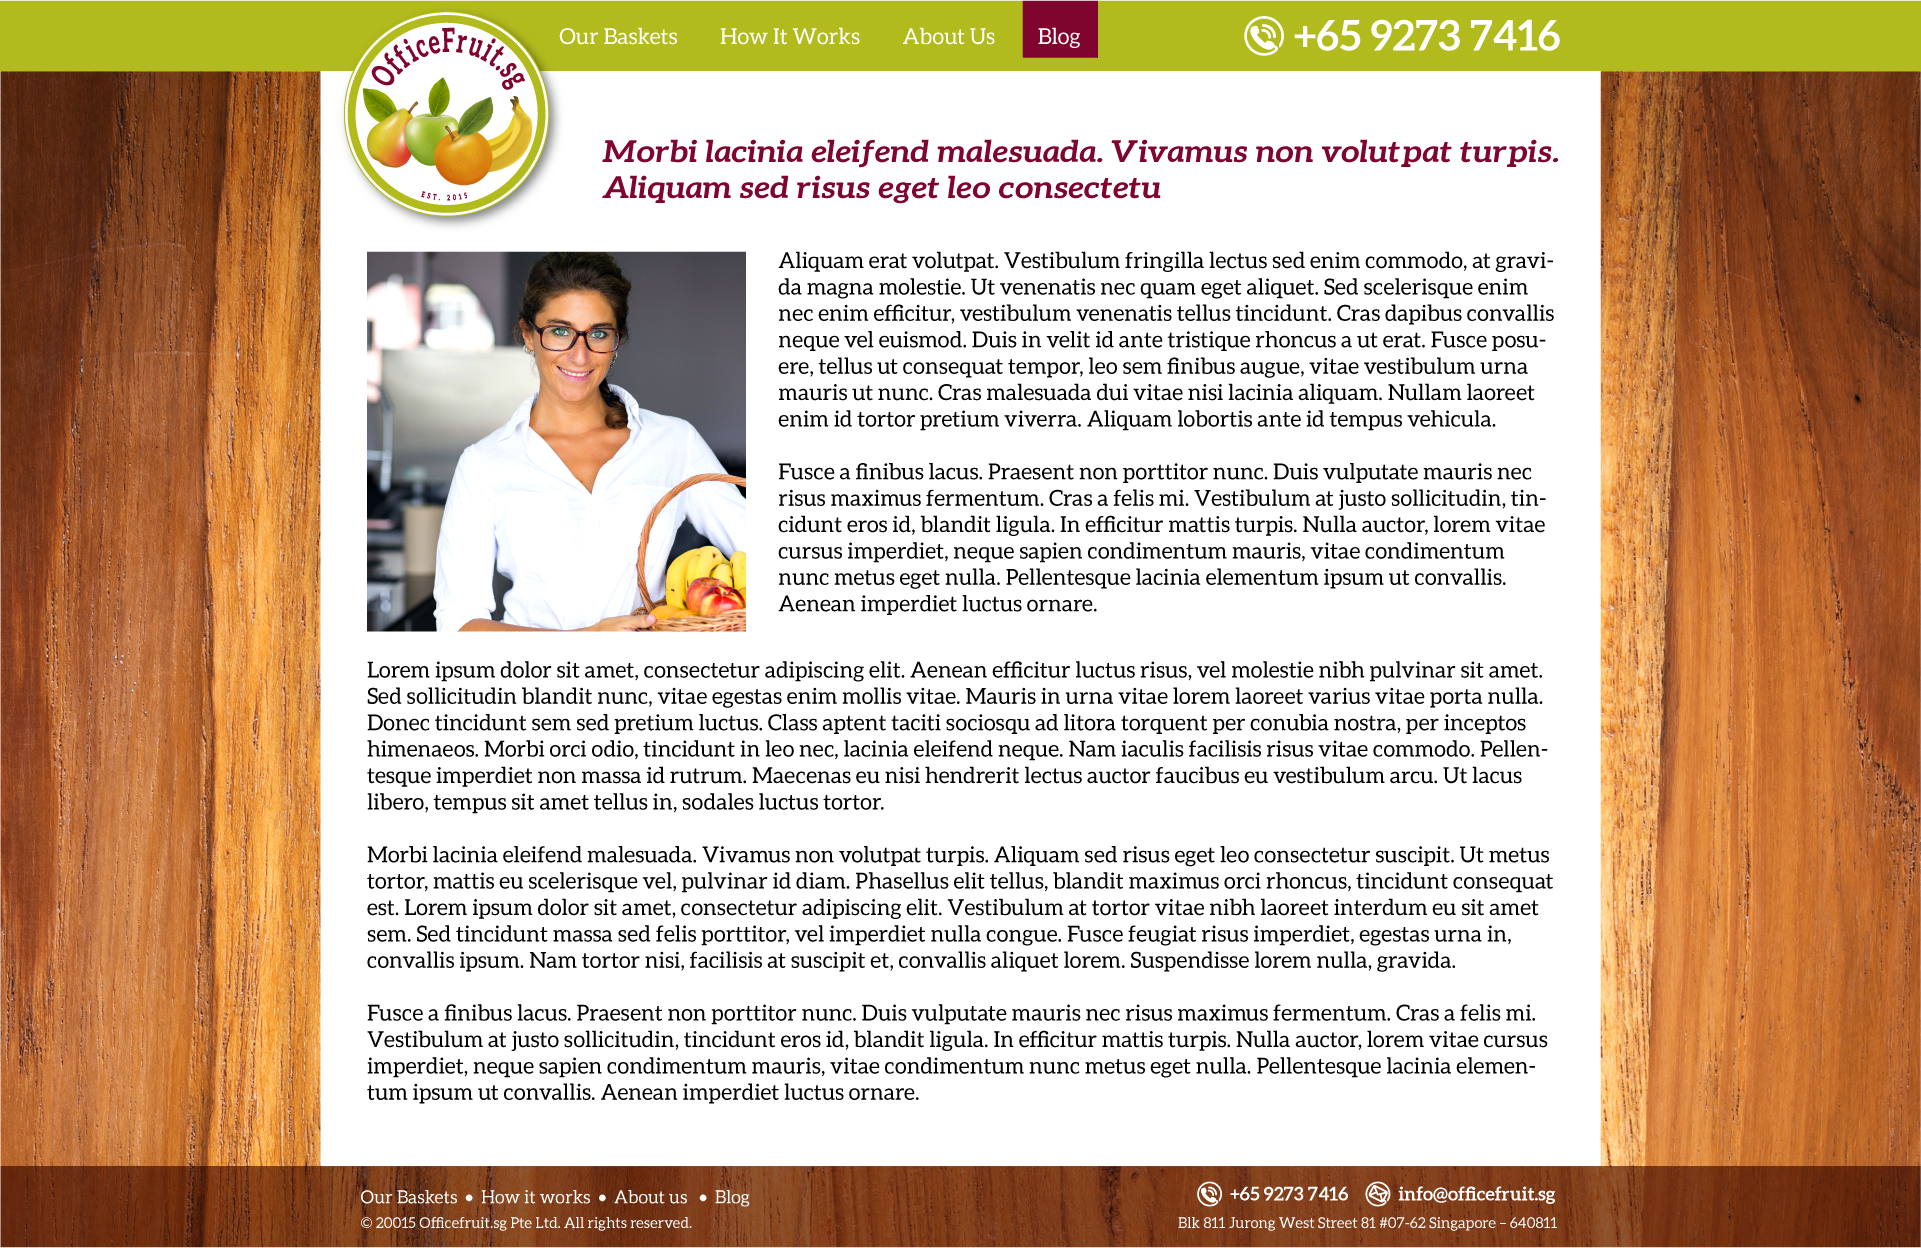 Our Baskets How It Works About Us Blog +65 9273 7416
OfficeFruit.sg
EST. 2015
Morbi lacinia eleifend malesuada. Vivamus non volutpat turpis.
Aliquam sed risus eget leo consectetu
Aliquam erat volutpat. Vestibulum fringilla lectus sed enim commodo, at gravi-
da magna molestie. Ut venenatis nec quam eget aliquet. Sed scelerisque enim
nec enim efficitur, vestibulum venenatis tellus tincidunt. Cras dapibus convallis
neque vel euismod. Duis in velit id ante tristique rhoncus a ut erat. Fusce posu-
ere, tellus ut consequat tempor, leo sem finibus augue, vitae vestibulum urna
mauris ut nunc. Cras malesuada dui vitae nisi lacinia aliquam. Nullam laoreet
enim id tortor pretium viverra. Aliquam lobortis ante id tempus vehicula.
Fusce a finibus lacus. Praesent non porttitor nunc. Duis vulputate mauris nec
risus maximus fermentum. Cras a felis mi. Vestibulum at justo sollicitudin, tin-
cidunt eros id, blandit ligula. In efficitur mattis turpis. Nulla auctor, lorem vitae
cursus imperdiet, neque sapien condimentum mauris, vitae condimentum
nunc metus eget nulla. Pellentesque lacinia elementum ipsum ut convallis.
Aenean imperdiet luctus ornare.
Lorem ipsum dolor sit amet, consectetur adipiscing elit. Aenean efficitur luctus risus, vel molestie nibh pulvinar sit amet.
Sed sollicitudin blandit nunc, vitae egestas enim mollis vitae. Mauris in urna vitae lorem laoreet varius vitae porta nulla.
Donec tincidunt sem sed pretium luctus. Class aptent taciti sociosqu ad litora torquent per conubia nostra, per inceptos
himenaeos. Morbi orci odio, tincidunt in leo nec, lacinia eleifend neque. Nam iaculis facilisis risus vitae commodo. Pellen-
tesque imperdiet non massa id rutrum. Maecenas eu nisi hendrerit lectus auctor faucibus eu vestibulum arcu. Ut lacus
libero, tempus sit amet tellus in, sodales luctus tortor.
Morbi lacinia eleifend malesuada. Vivamus non volutpat turpis. Aliquam sed risus eget leo consectetur suscipit. Ut metus
tortor, mattis eu scelerisque vel, pulvinar id diam. Phasellus elit tellus, blandit maximus orci rhoncus, tincidunt consequat
est. Lorem ipsum dolor sit amet, consectetur adipiscing elit. Vestibulum at tortor vitae nibh laoreet interdum eu sit amet
sem. Sed tincidunt massa sed felis porttitor, vel imperdiet nulla congue. Fusce feugiat risus imperdiet, egestas urna in,
convallis ipsum. Nam tortor nisi, facilisis at suscipit et, convallis aliquet lorem. Suspendisse lorem nulla, gravida.
Fusce a finibus lacus. Praesent non porttitor nunc. Duis vulputate mauris nec risus maximus fermentum. Cras a felis mi.
Vestibulum at justo sollicitudin, tincidunt eros id, blandit ligula. In efficitur mattis turpis. Nulla auctor, lorem vitae cursus
imperdiet, neque sapien condimentum mauris, vitae condimentum nunc metus eget nulla. Pellentesque lacinia elemen-
tum ipsum ut convallis. Aenean imperdiet luctus ornare.
Our Baskets • How it works • About us • Blog
© 20015 Officefruit.sg Pte Ltd. All rights reserved.
+65 9273 7416 info@officefruit.sg
Blk 811 Jurong West Street 81 #07-62 Singapore – 640811